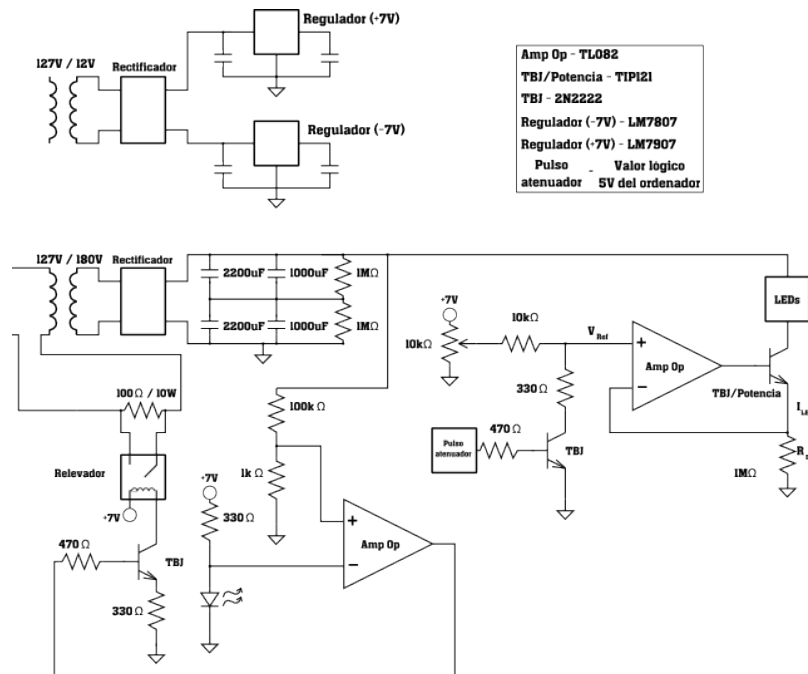 Regulador (+7V)
127V / 12V
Rectificador
Regulador (-7V)
Amp Op - TL082
TBJ/Potencia - TIP121
TBJ - 2N2222
Regulador (-7V) - LM7807
Regulador (+7V) - LM7907
Pulso atenuador - Valor lógico 5V del ordenador
127V / 180V
Rectificador
2200uF
1000uF
1MΩ
2200uF
1000uF
1MΩ
LEDs
+7V
10kΩ
10kΩ
V Ref
+
Amp Op
-
TBJ/Potencia
330Ω
470Ω
Pulso
atenuador
TBJ
1MΩ
100Ω / 10W
Relevador
+7V
470Ω
TBJ
330Ω
100k Ω
1k Ω
+7V
330Ω
+
Amp Op
-